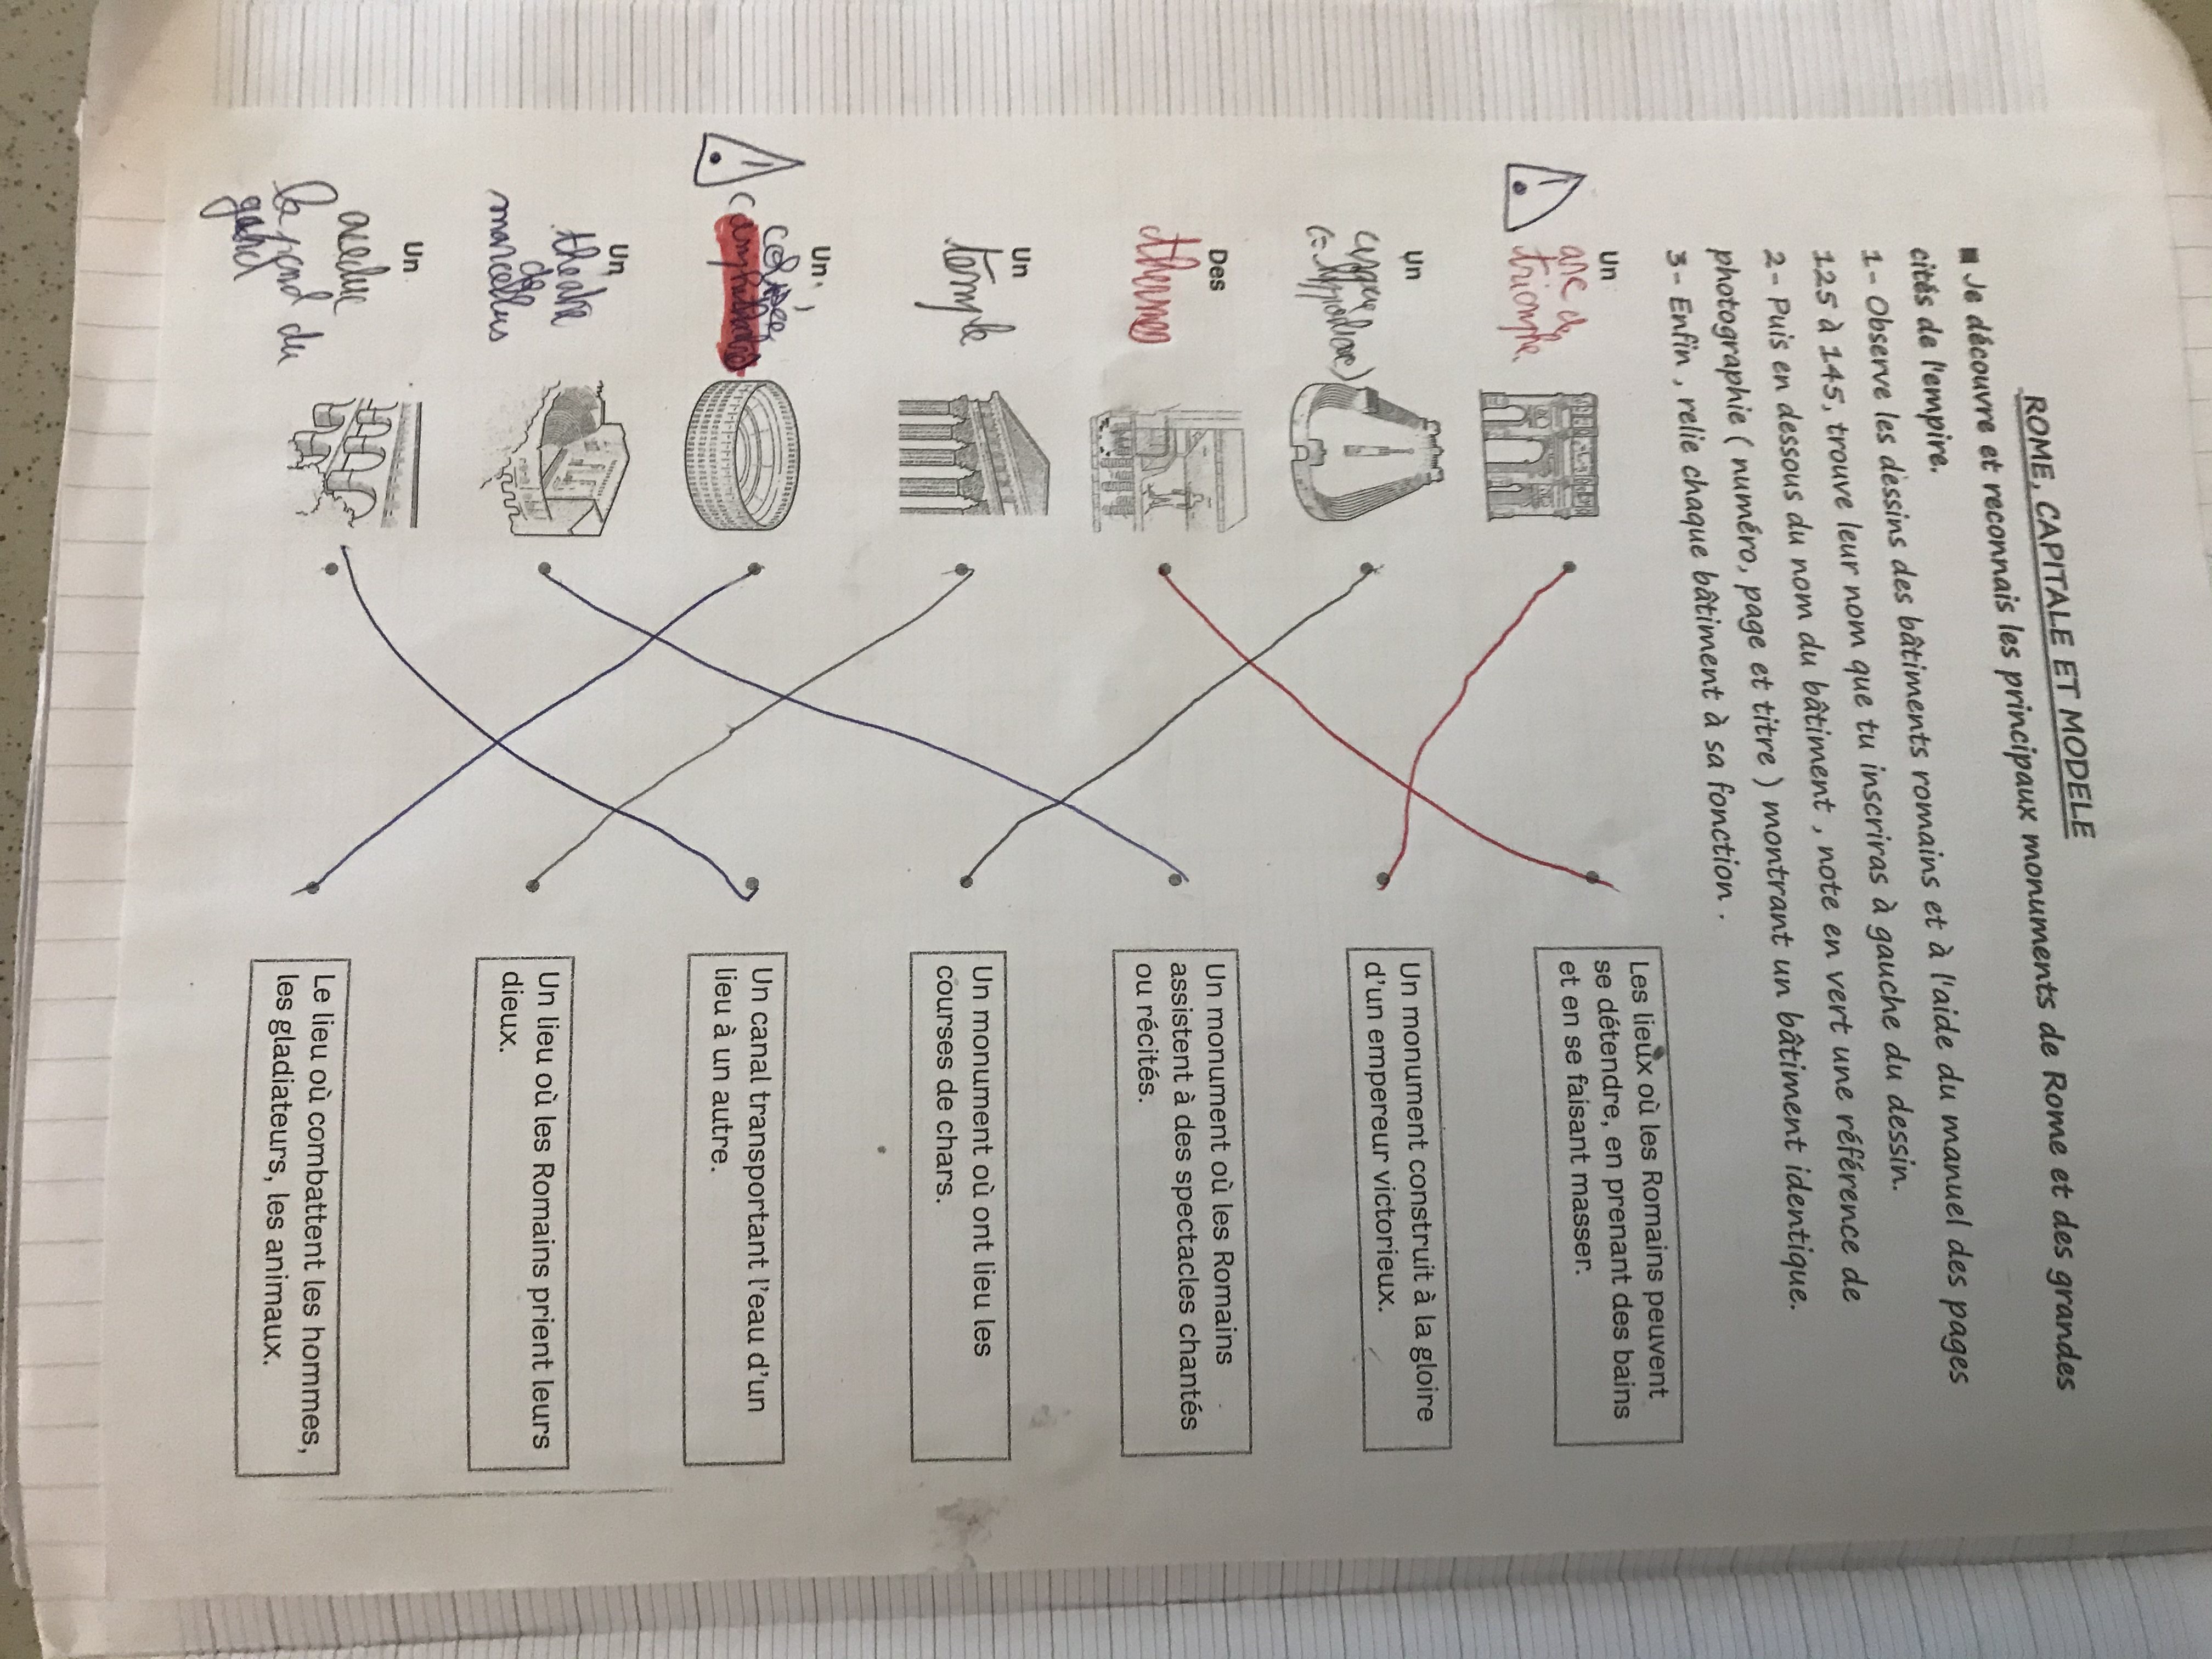 ROME, CAPITALE ET MODELE
■ Je découvre et reconnais les principaux monuments de Rome et des grandes
cités de l'empire.
1- Observe les dessins des bâtiments romains et à l'aide du manuel des pages
125 à 145, trouve leur nom que tu inscriras à gauche du dessin.
2- Puis en dessous du nom du bâtiment , note en vert une référence de
photographie ( numéro, page et titre ) montrant un bâtiment identique.
3- Enfin , relie chaque bâtiment à sa fonction .
Un
arc de
triomphe
Les lieux où les Romains peuvent
se détendre, en prenant des bains
et en se faisant masser.
Un
Un monument construit à la gloire
d'un empereur victorieux.
Des
thermes
Un monument où les Romains
assistent à des spectacles chantés
ou récités.
Un
temple
Un monument où ont lieu les
courses de chars.
Un
colisée
Un canal transportant l'eau d'un
lieu à un autre.
Un
theatre
de
marcellus
Un lieu où les Romains prient leurs
dieux.
Un
du
Le lieu où combattent les hommes,
les gladiateurs, les animaux.